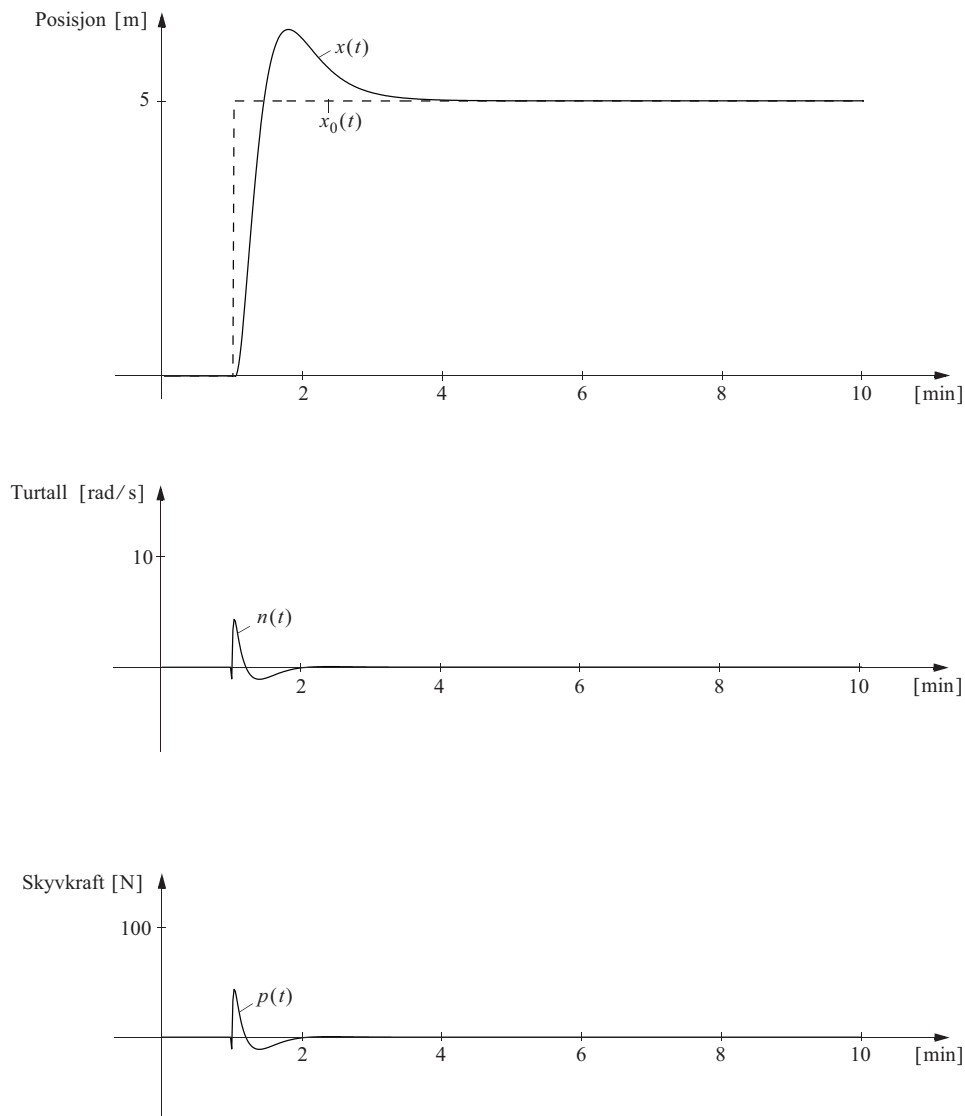 Posisjon [m]
x(t)
5
x₀(t)
2 4 6 8 10
[min]
Turtall [rad/s]
10
n(t)
2 4 6 8 10
[min]
Skyvkraft [N]
100
p(t)
2 4 6 8 10
[min]